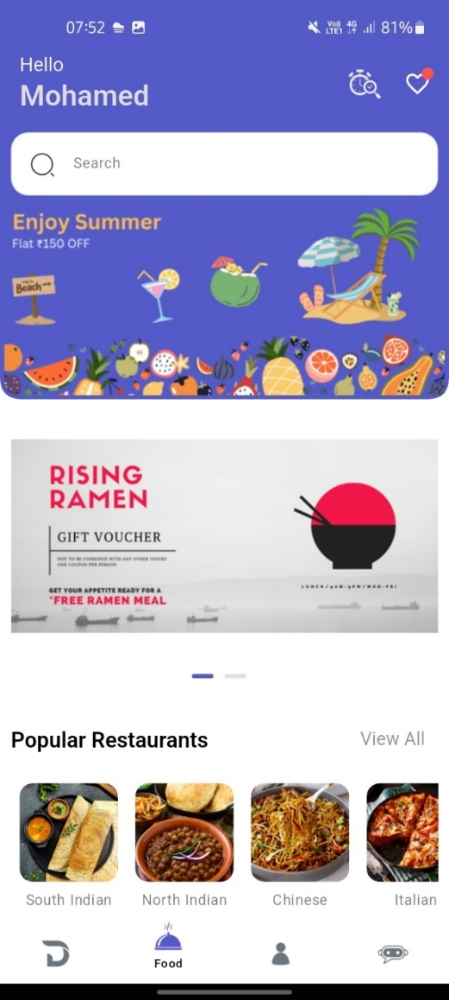 07:52
Vo)) 4G
LTE1
81%
Hello
Mohamed
Search
Enjoy Summer
Flat ₹150 OFF
Beach
RISING
RAMEN
GIFT VOUCHER
NOT TO BE COMBINED WITH ANY OTHER OFFERS
ONE COUPON PER PERSON
GET YOUR APPETITE READY FOR A
*FREE RAMEN MEAL
LUNCH/9AM-9PM/MON-FRI
Popular Restaurants
View All
South Indian
North Indian
Chinese
Italian
Food